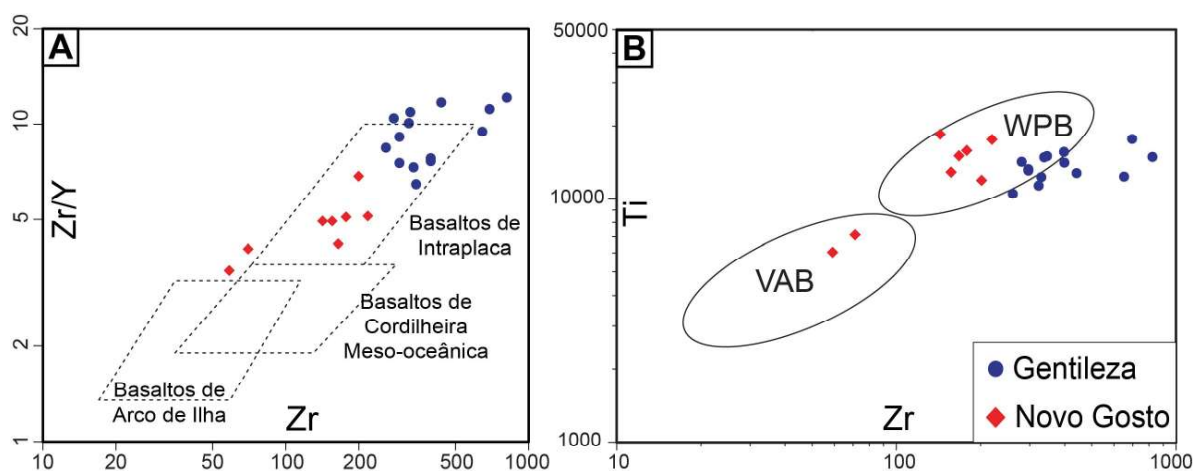 A
Zr/Y
20
10
5
2
1
Basaltos de
Intraplaca
Basaltos de
Cordilheira
Meso-oceânica
Basaltos de
Arco de Ilha
Zr
10
20
50
100
200
500
1000
B
Ti
50000
10000
1000
WPB
VAB
Gentileza
Novo Gosto
Zr
10
100
1000